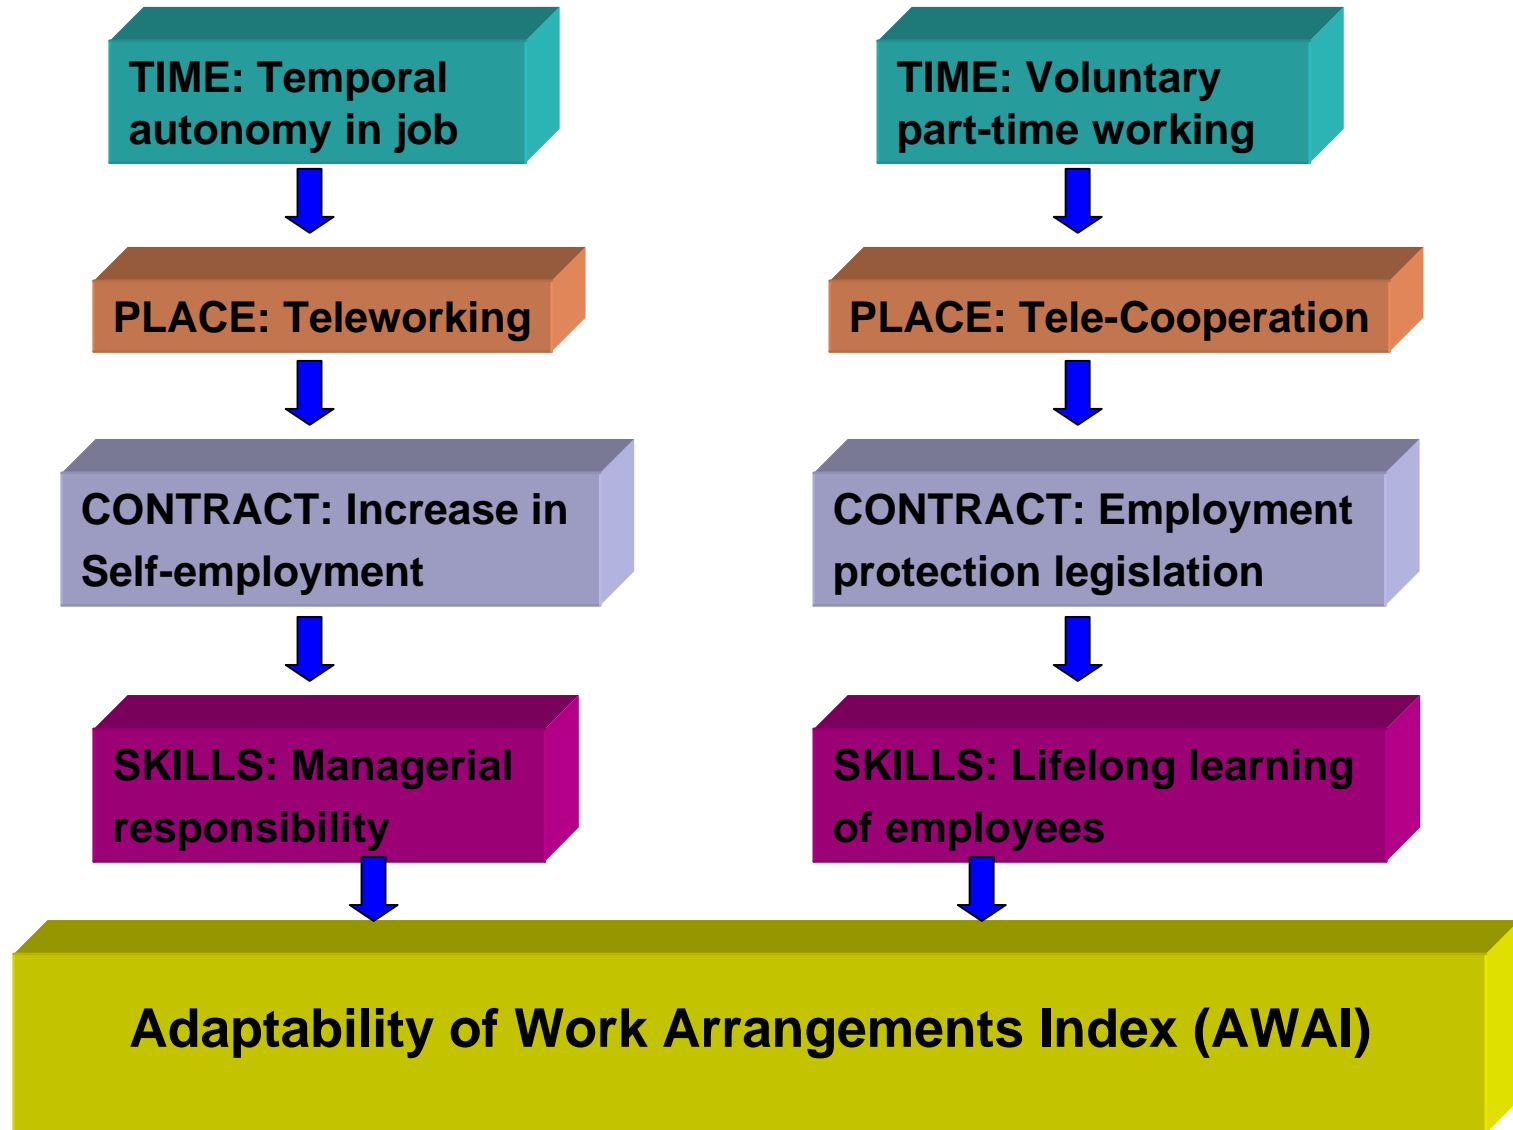 TIME: Temporal
autonomy in job
TIME: Voluntary
part-time working
PLACE: Teleworking
PLACE: Tele-Cooperation
CONTRACT: Increase in
Self-employment
CONTRACT: Employment
protection legislation
SKILLS: Managerial
responsibility
SKILLS: Lifelong learning
of employees
Adaptability of Work Arrangements Index (AWAI)